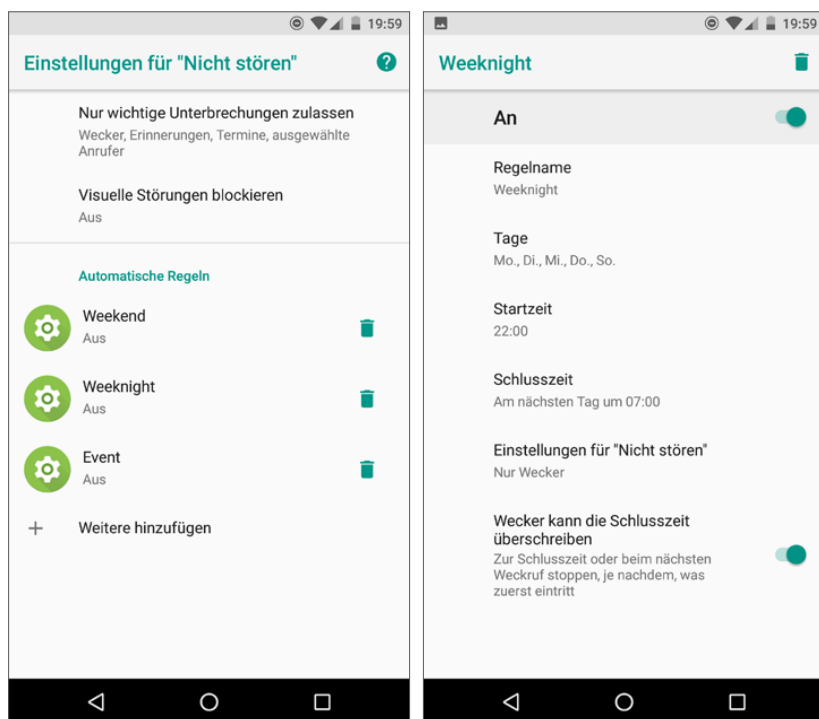 19:59
Einstellungen für "Nicht stören"
Nur wichtige Unterbrechungen zulassen
Wecker, Erinnerungen, Termine, ausgewählte
Anrufer
Visuelle Störungen blockieren
Aus
Automatische Regeln
Weekend
Aus
Weeknight
Aus
Event
Aus
Weitere hinzufügen
19:59
Weeknight
An
Regelname
Weeknight
Tage
Mo., Di., Mi., Do., So.
Startzeit
22:00
Schlusszeit
Am nächsten Tag um 07:00
Einstellungen für "Nicht stören"
Nur Wecker
Wecker kann die Schlusszeit
überschreiben
Zur Schlusszeit oder beim nächsten
Weckruf stoppen, je nachdem, was
zuerst eintritt